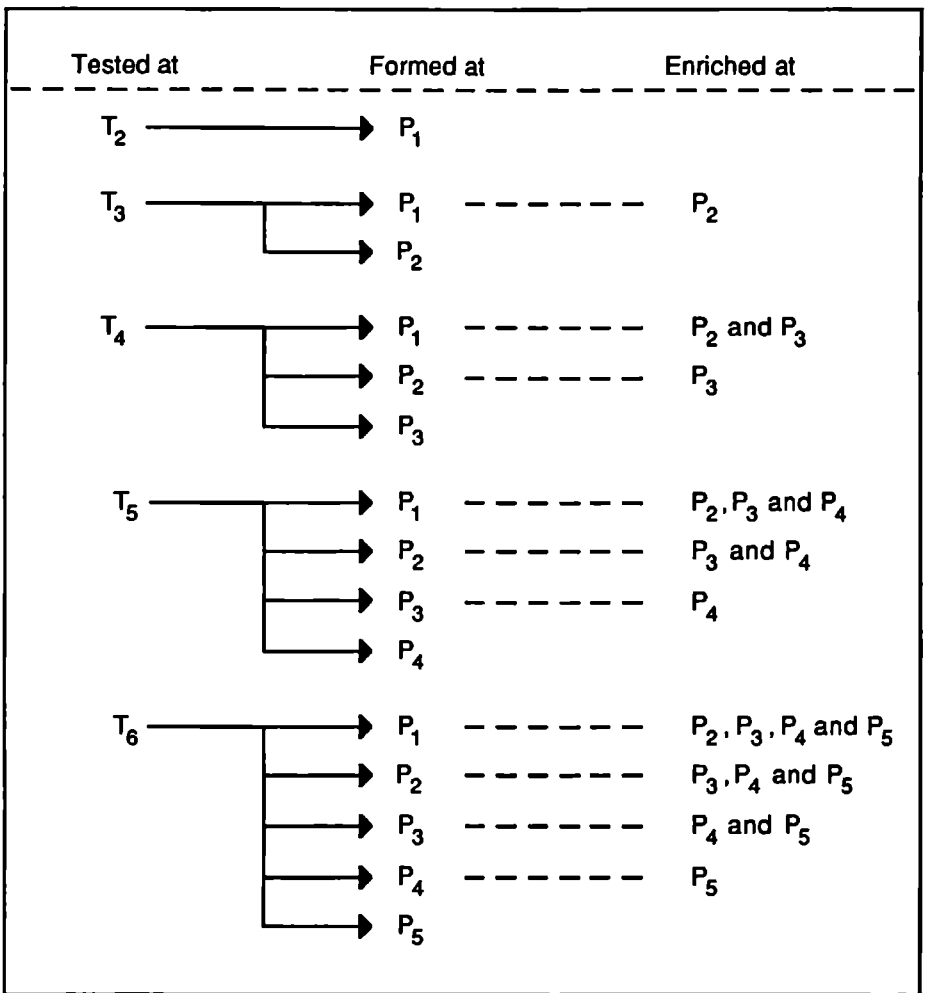 Tested at Formed at Enriched at
T₂ P₁
T₃ P₁ P₂
P₂
T₄ P₁ P₂ and P₃
P₂ P₃
P₃
T₅ P₁ P₂, P₃ and P₄
P₂ P₃ and P₄
P₃ P₄
P₄
T₆ P₁ P₂, P₃, P₄ and P₅
P₂ P₃, P₄ and P₅
P₃ P₄ and P₅
P₄ P₅
P₅